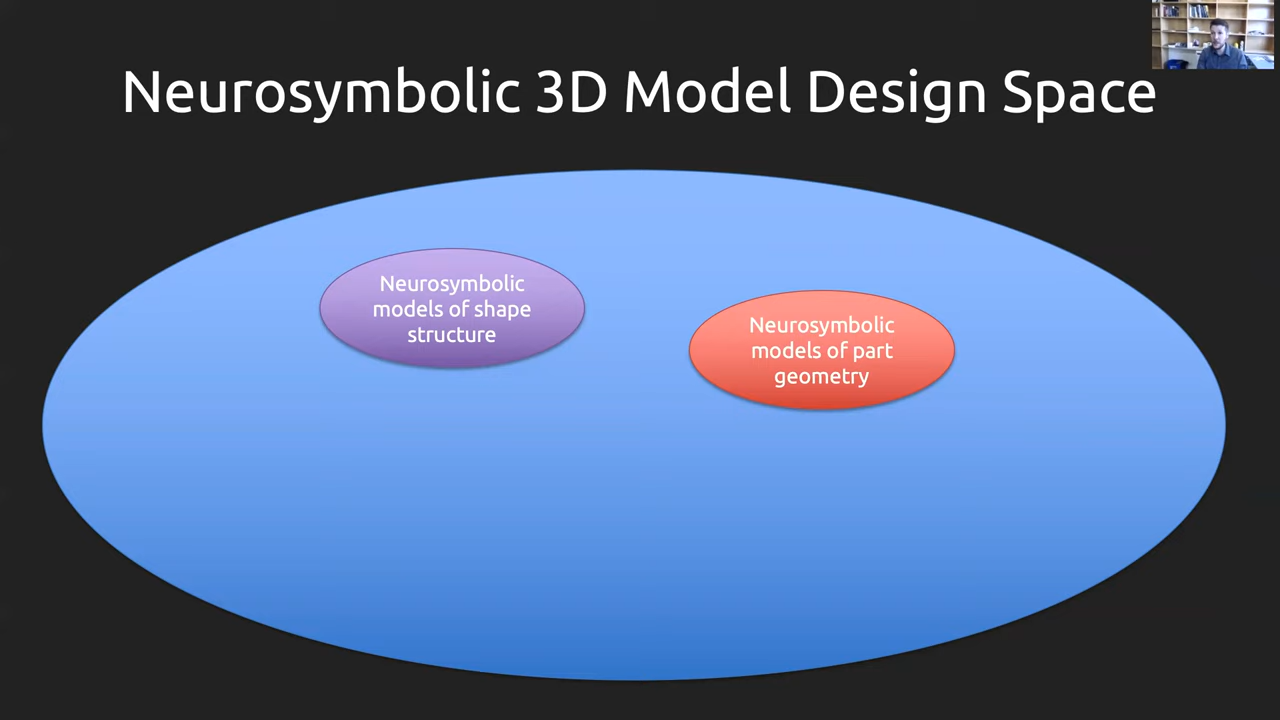 Neurosymbolic 3D Model Design Space
Neurosymbolic
models of shape
structure
Neurosymbolic
models of part
geometry